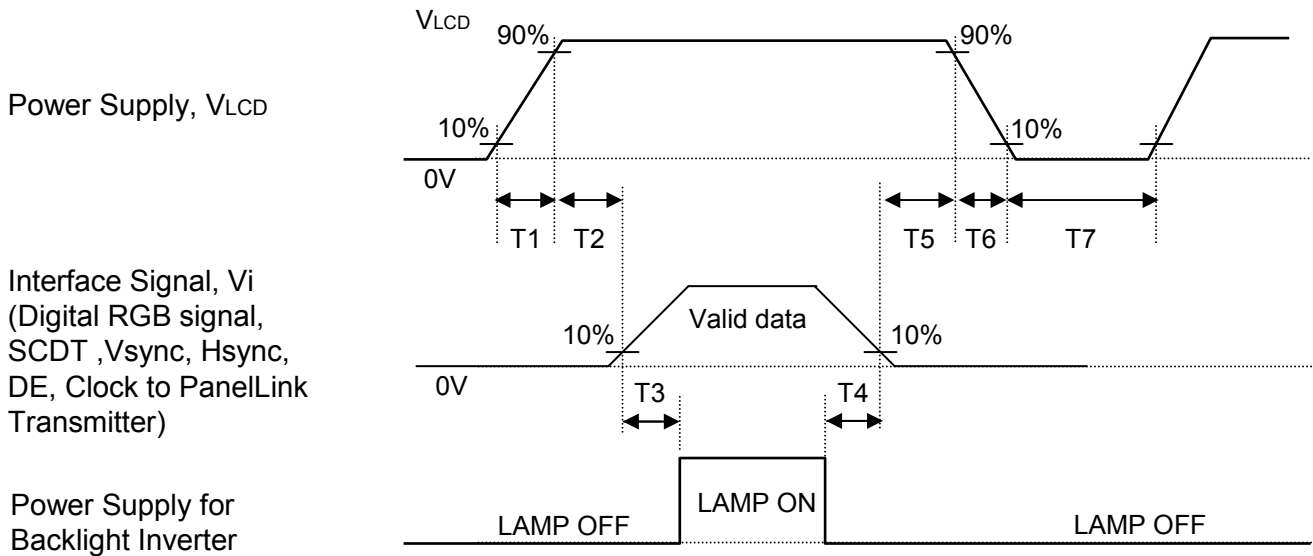 VLCD
90%
90%
Power Supply, VLCD
10%
10%
0V
T1
T2
T5
T6
T7
Interface Signal, Vi
(Digital RGB signal,
SCDT ,Vsync, Hsync,
DE, Clock to PanelLink
Transmitter)
Valid data
10%
10%
0V
T3
T4
Power Supply for
Backlight Inverter
LAMP OFF
LAMP ON
LAMP OFF